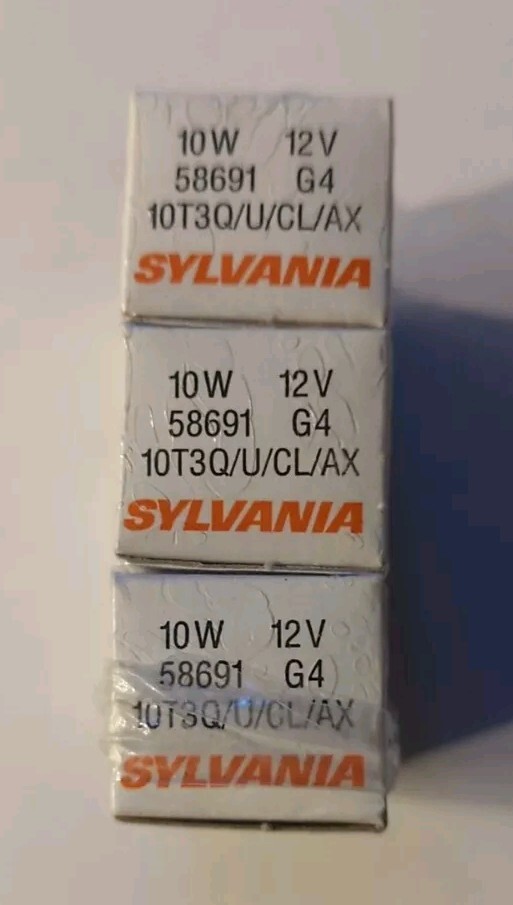 10W 12V
58691 G4
10T3Q/U/CL/AX
SYLVANIA
10W 12V
58691 G4
10T3Q/U/CL/AX
SYLVANIA
10W 12V
58691 G4
10T3Q/U/CL/AX
SYLVANIA